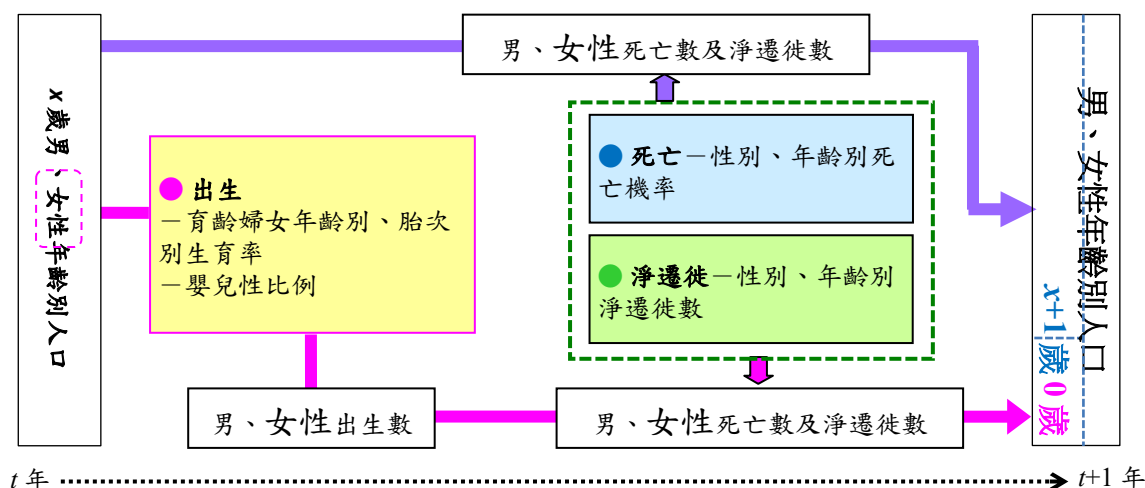 x歲男、女性年齡別人口
男、女性死亡數及淨遷徙數
● 出生
－育齡婦女年齡別、胎次
別生育率
－嬰兒性比例
● 死亡－性別、年齡別死
亡機率
● 淨遷徙－性別、年齡別
淨遷徙數
男、女性出生數
男、女性死亡數及淨遷徙數
男、女性年齡別人口
x+1歲
0歲
t 年
t+1 年